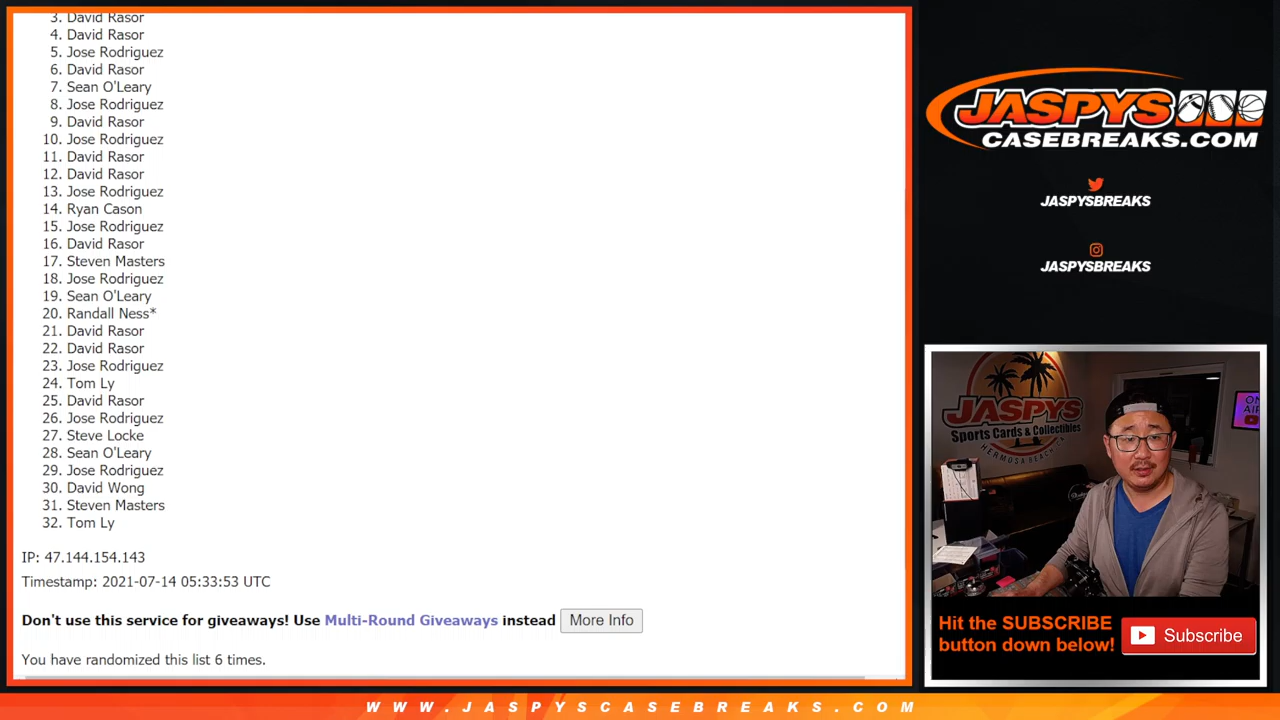 3. David Rasor
4. David Rasor
5. Jose Rodriguez
6. David Rasor
7. Sean O'Leary
8. Jose Rodriguez
9. David Rasor
10. Jose Rodriguez
11. David Rasor
12. David Rasor
13. Jose Rodriguez
14. Ryan Cason
15. Jose Rodriguez
16. David Rasor
17. Steven Masters
18. Jose Rodriguez
19. Sean O'Leary
20. Randall Ness*
21. David Rasor
22. David Rasor
23. Jose Rodriguez
24. Tom Ly
25. David Rasor
26. Jose Rodriguez
27. Steve Locke
28. Sean O'Leary
29. Jose Rodriguez
30. David Wong
31. Steven Masters
32. Tom Ly
IP: 47.144.154.143
Timestamp: 2021-07-14 05:33:53 UTC
Don't use this service for giveaways! Use Multi-Round Giveaways instead More Info
You have randomized this list 6 times.
JASPYS
CASEBREAKS.COM
JASPYSBREAKS
JASPYSBREAKS
JASPYS
Sports Cards & Collectibles
HERMOSA BEACH, CA
ON
AIR
Hit the SUBSCRIBE
button down below!
Subscribe
WWW.JASPYSCASEBREAKS.COM